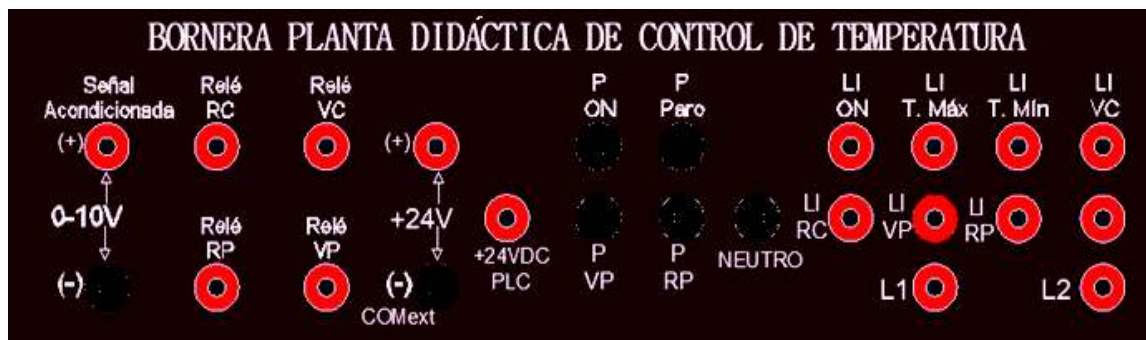 BORNERA PLANTA DIDÁCTICA DE CONTROL DE TEMPERATURA
Señal Acondicionada
Relé RC
Relé VC
P ON
P Paro
LI ON
LI T. Máx
LI T. Mín
LI VC
(+)
(+)
0-10V
+24V
LI RC
LI VP
LI RP
Relé RP
Relé VP
+24VDC PLC
P VP
P RP
NEUTRO
(-)
(-)
COMext
L1
L2